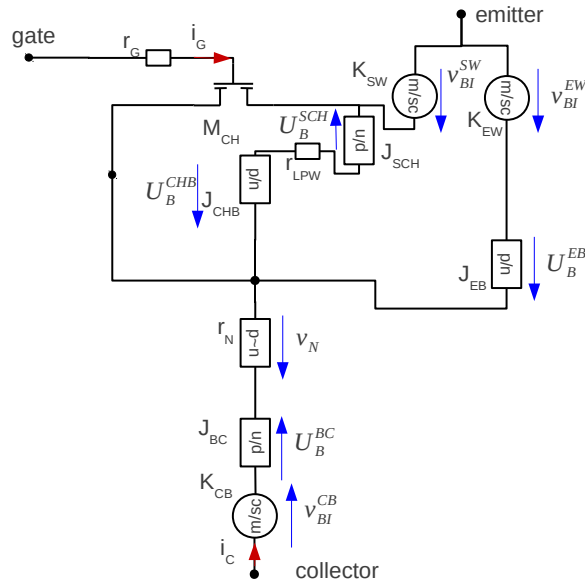 emitter
gate
r_G
i_G
K_SW
m/sc
v_BI^SW
m/sc
v_BI^EW
K_EW
M_CH
U_B^SCH
n/p
J_SCH
r_LPW
U_B^CHB
p/n
J_CHB
J_EB
p/n
U_B^EB
r_N
p~n
v_N
J_BC
n/p
U_B^BC
K_CB
m/sc
v_BI^CB
i_C
collector